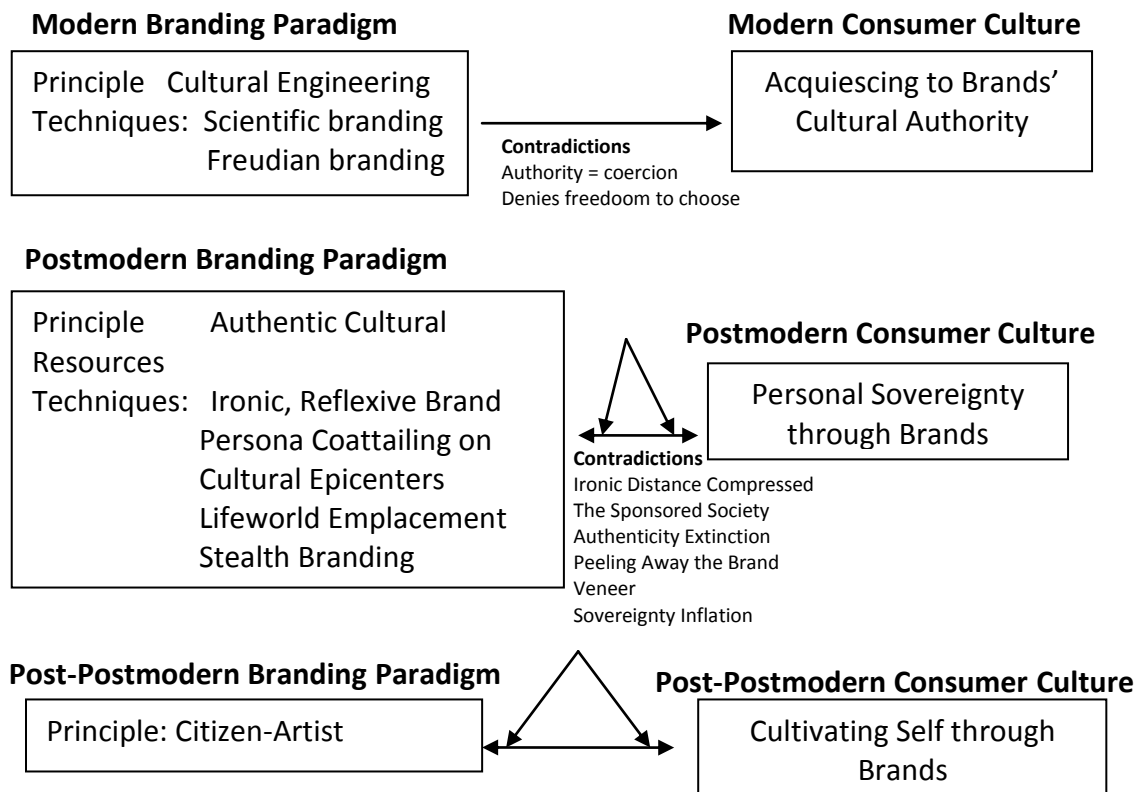 Modern Branding Paradigm
Modern Consumer Culture
Principle Cultural Engineering
Techniques: Scientific branding
Freudian branding
Contradictions
Authority = coercion
Denies freedoom to choose
Acquiescing to Brands’
Cultural Authority
Postmodern Branding Paradigm
Principle Authentic Cultural
Resources
Techniques: Ironic, Reflexive Brand
Persona Coattailing on
Cultural Epicenters
Lifeworld Emplacement
Stealth Branding
Postmodern Consumer Culture
Personal Sovereignty
through Brands
Contradictions
Ironic Distance Compressed
The Sponsored Society
Authenticity Extinction
Peeling Away the Brand
Veneer
Sovereignty Inflation
Post-Postmodern Branding Paradigm
Principle: Citizen-Artist
Post-Postmodern Consumer Culture
Cultivating Self through
Brands